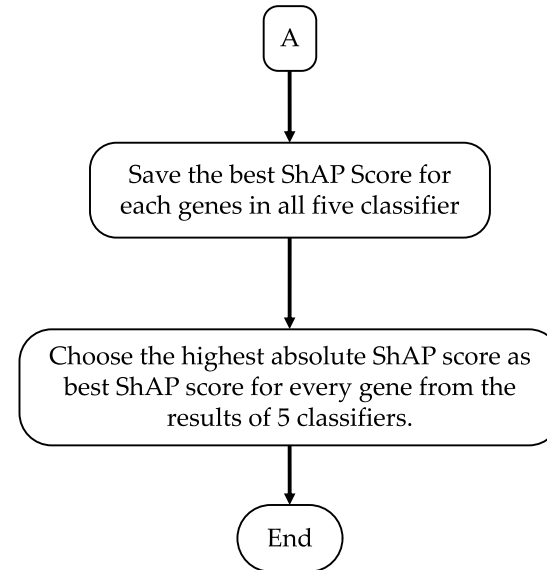 A
Save the best ShAP Score for
each genes in all five classifier
Choose the highest absolute ShAP score as
best ShAP score for every gene from the
results of 5 classifiers.
End